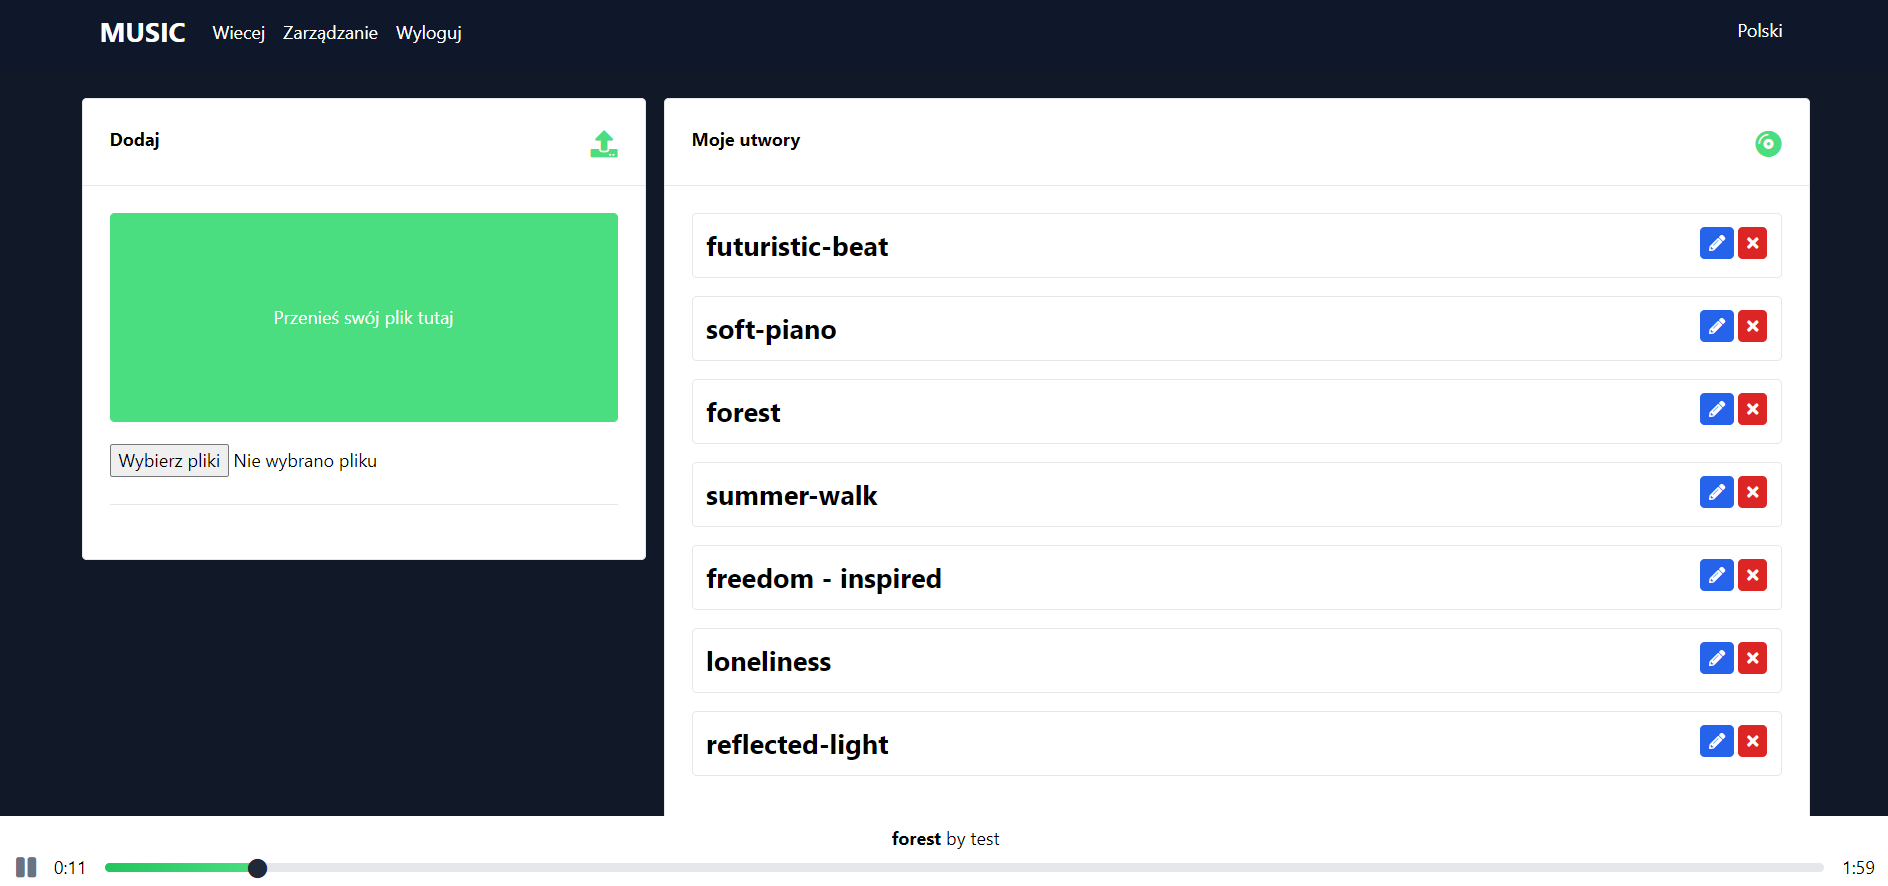 MUSIC Wiecej Zarządzanie Wyloguj Polski
Dodaj
Przenieś swój plik tutaj
Wybierz pliki Nie wybrano pliku
Moje utwory
futuristic-beat
soft-piano
forest
summer-walk
freedom - inspired
loneliness
reflected-light
forest by test
0:11 1:59